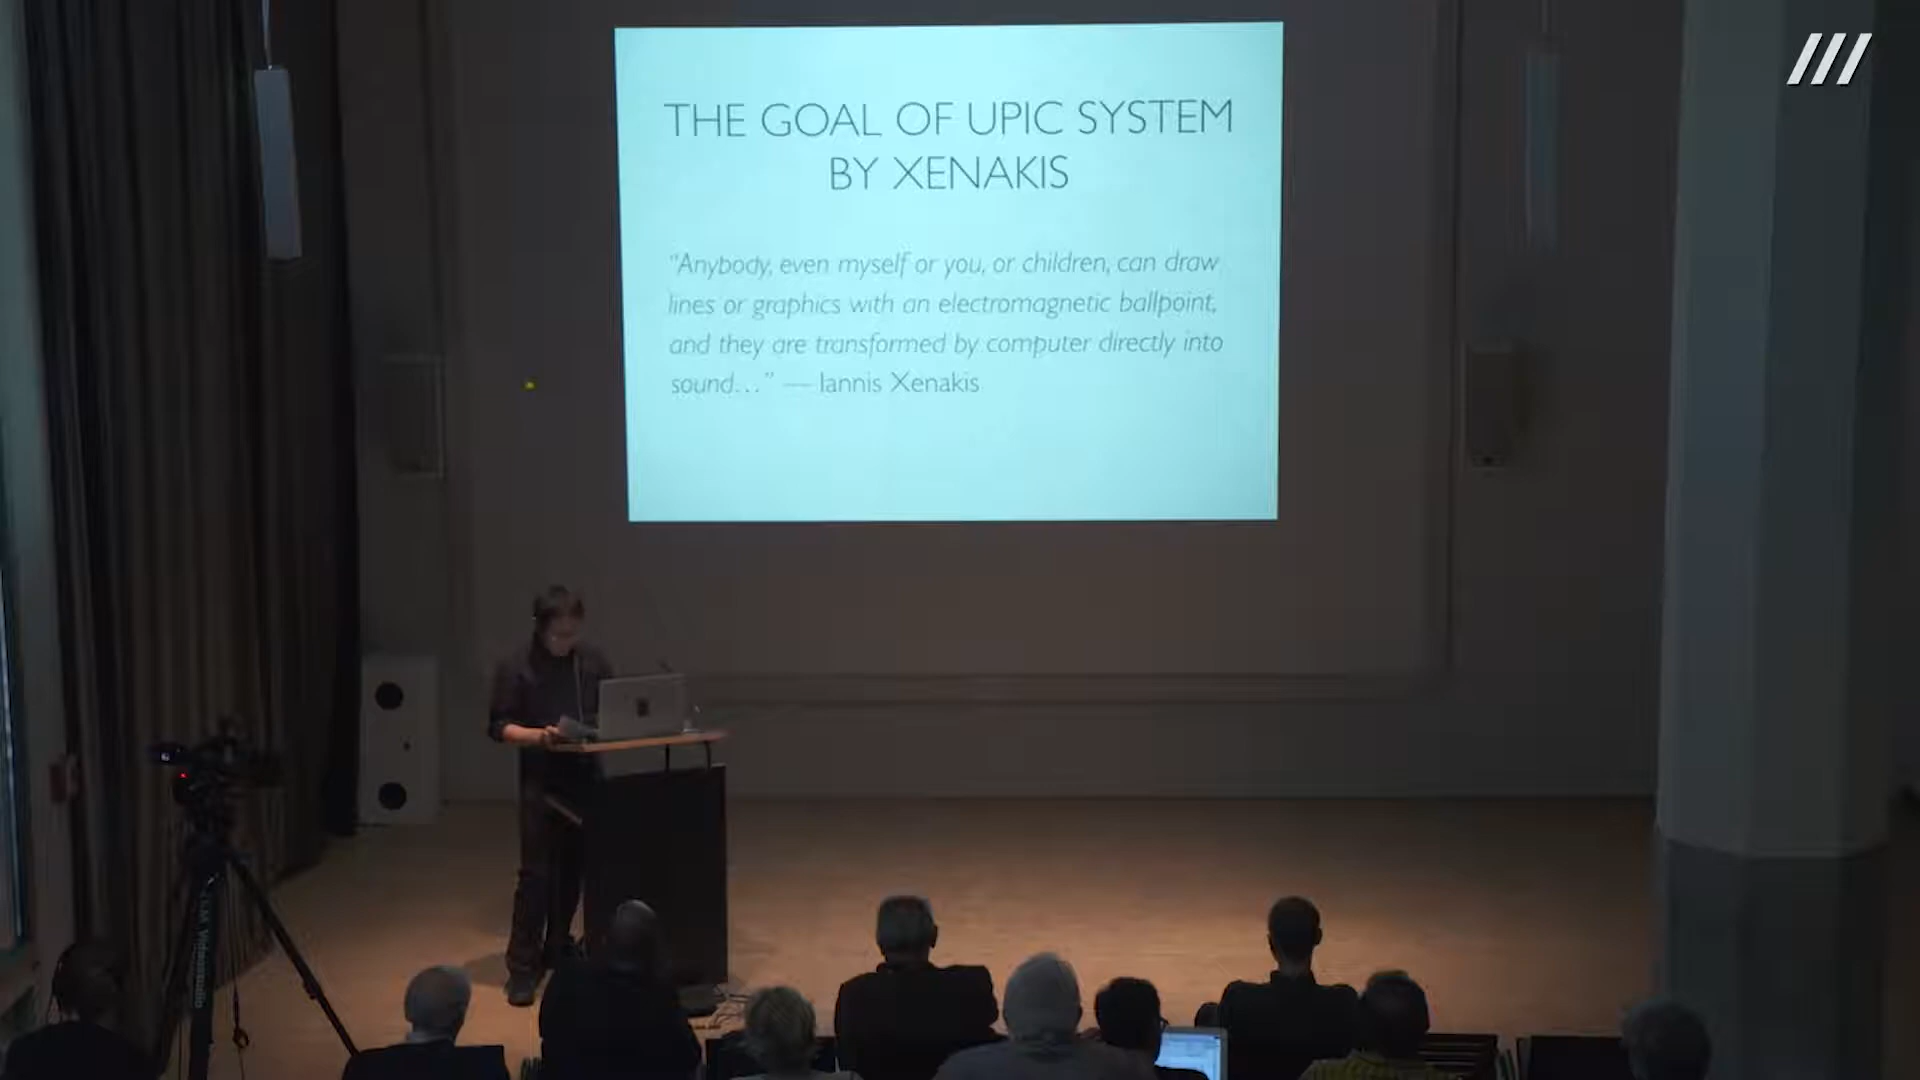 THE GOAL OF UPIC SYSTEM
BY XENAKIS
“Anybody, even myself or you, or children, can draw
lines or graphics with an electromagnetic ballpoint,
and they are transformed by computer directly into
sound…” — Iannis Xenakis